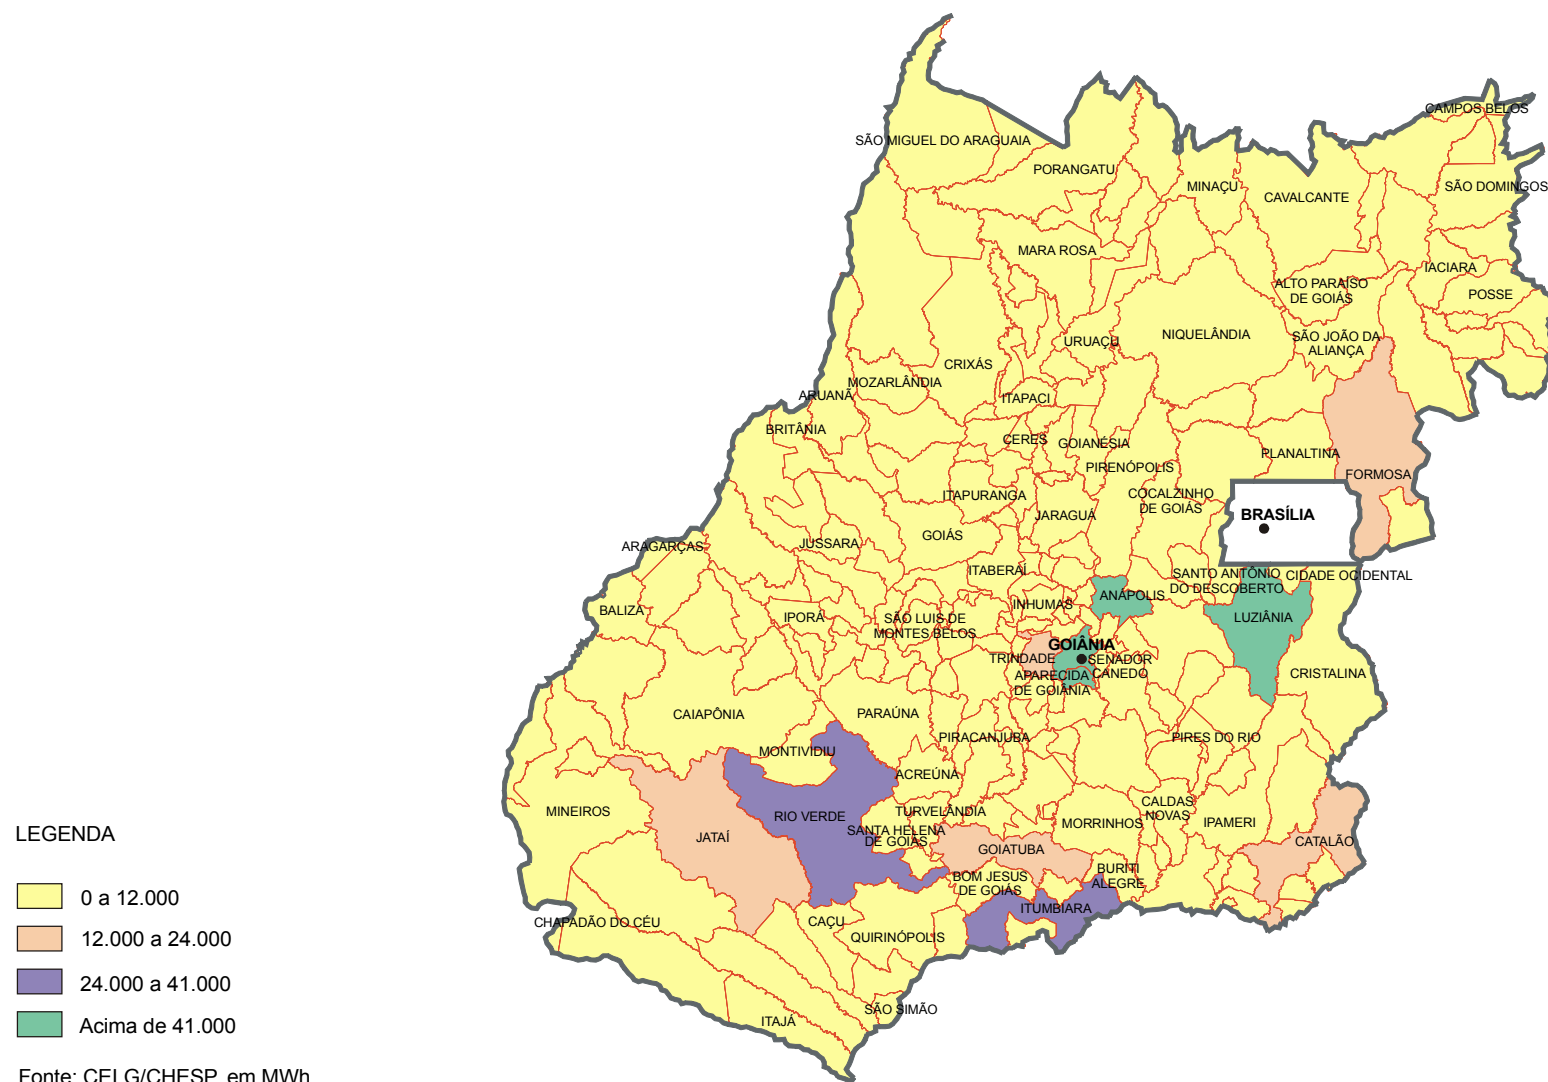 CAMPOS BELOS
SÃO MIGUEL DO ARAGUAIA
PORANGATU
MINAÇU
CAVALCANTE
SÃO DOMINGOS
MARA ROSA
IACIARA
ALTO PARAÍSO
DE GOIÁS
POSSE
NIQUELÂNDIA
URUAÇU
SÃO JOÃO DA
ALIANÇA
CRIXÁS
MOZARLÂNDIA
ARUANÃ
ITAPACI
BRITÂNIA
CERES
GOIANÉSIA
PLANALTINA
PIRENÓPOLIS
FORMOSA
ITAPURANGA
COCALZINHO
DE GOIÁS
JARAGUÁ
BRASÍLIA
GOIÁS
ARAGARÇAS
JUSSARA
ITABERAÍ
SANTO ANTÔNIO
DO DESCOBERTO
CIDADE OCIDENTAL
ANÁPOLIS
INHUMAS
BALIZA
IPORÁ
SÃO LUIS DE
MONTES BELOS
LUZIÂNIA
GOIÂNIA
TRINDADE
SENADOR
CANEDO
APARECIDA
DE GOIÂNIA
CRISTALINA
CAIAPÔNIA
PARAÚNA
PIRACANJUBA
PIRES DO RIO
MONTIVIDIU
ACREÚNA
MINEIROS
RIO VERDE
TURVELÂNDIA
CALDAS
NOVAS
MORRINHOS
IPAMERI
SANTA HELENA
DE GOIÁS
JATAÍ
GOIATUBA
CATALÃO
BURITI
ALEGRE
BOM JESUS
DE GOIÁS
ITUMBIARA
CHAPADÃO DO CÉU
CAÇU
QUIRINÓPOLIS
SÃO SIMÃO
ITAJÁ
LEGENDA
0 a 12.000
12.000 a 24.000
24.000 a 41.000
Acima de 41.000
Fonte: CELG/CHESP, em MWh